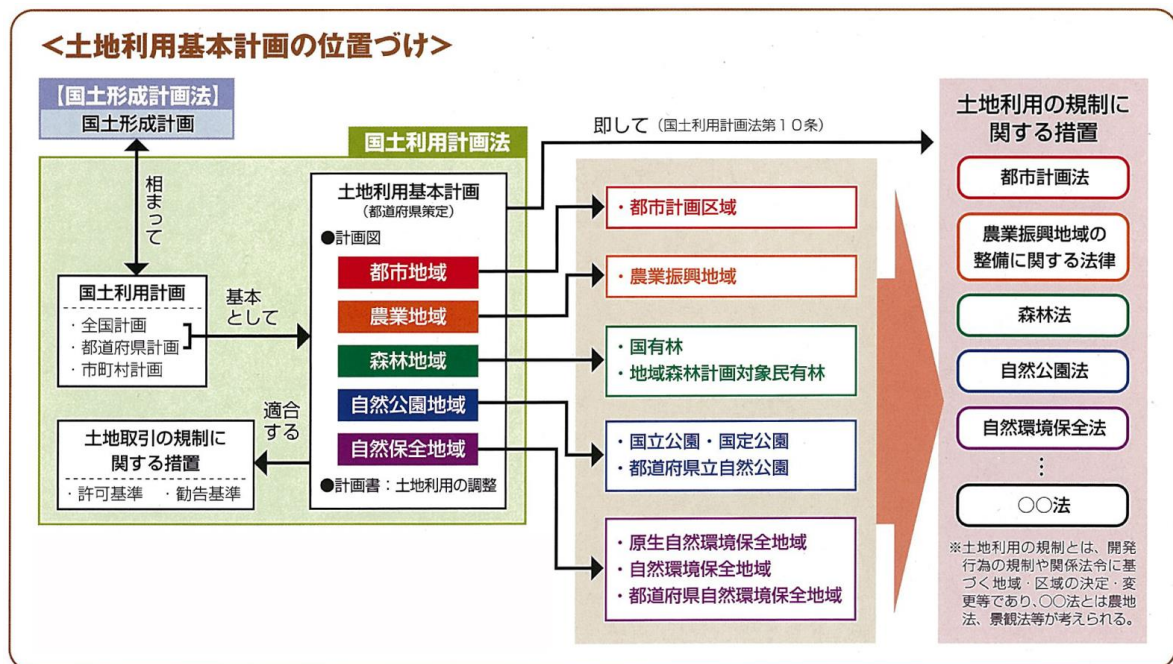 ＜土地利用基本計画の位置づけ＞
【国土形成計画法】
国土形成計画
相まって
国土利用計画法
国土利用計画
・全国計画
・都道府県計画
・市町村計画
基本
として
適合
する
土地取引の規制に
関する措置
・許可基準　・勧告基準
土地利用基本計画
（都道府県策定）
●計画図
都市地域
農業地域
森林地域
自然公園地域
自然保全地域
●計画書：土地利用の調整
即して（国土利用計画法第１０条）
・都市計画区域
・農業振興地域
・国有林
・地域森林計画対象民有林
・国立公園・国定公園
・都道府県立自然公園
・原生自然環境保全地域
・自然環境保全地域
・都道府県自然環境保全地域
土地利用の規制に
関する措置
都市計画法
農業振興地域の
整備に関する法律
森林法
自然公園法
自然環境保全法
⋮
○○法
※土地利用の規制とは、開発
行為の規制や関係法令に基
づく地域・区域の決定・変
更等であり、○○法とは農地
法、景観法等が考えられる。